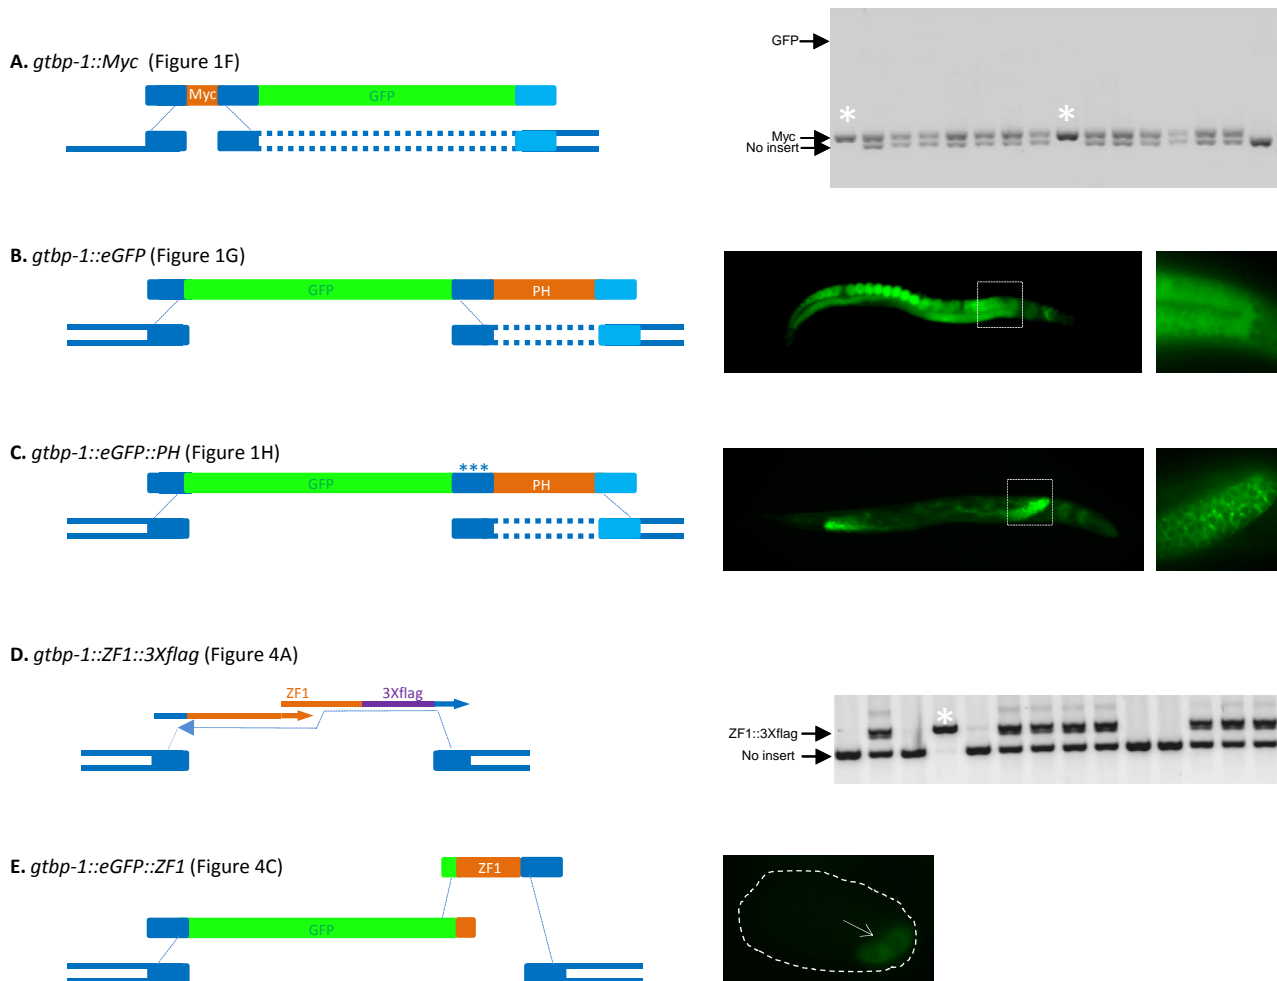 A. gtbp-1::Myc (Figure 1F)
Myc
GFP
GFP
Myc
No insert
*
*
B. gtbp-1::eGFP (Figure 1G)
GFP
PH
C. gtbp-1::eGFP::PH (Figure 1H)
***
GFP
PH
D. gtbp-1::ZF1::3Xflag (Figure 4A)
ZF1
3Xflag
ZF1::3Xflag
No insert
*
E. gtbp-1::eGFP::ZF1 (Figure 4C)
ZF1
GFP